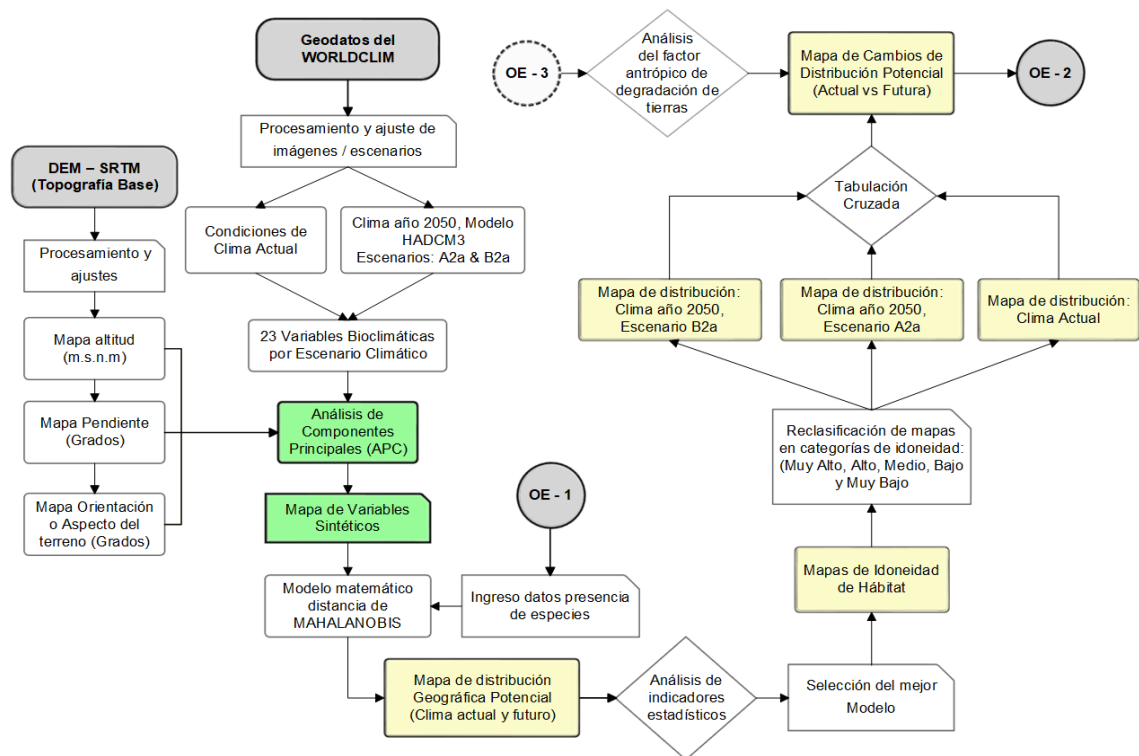 Geodatos del
WORLDCLIM
Procesamiento y ajuste de
imágenes / escenarios
Condiciones de
Clima Actual
Clima año 2050, Modelo
HADCM3
Escenarios: A2a & B2a
23 Variables Bioclimáticas
por Escenario Climático
DEM – SRTM
(Topografía Base)
Procesamiento y
ajustes
Mapa altitud
(m.s.n.m)
Mapa Pendiente
(Grados)
Mapa Orientación
o Aspecto del
terreno (Grados)
Análisis de
Componentes
Principales (APC)
Mapa de Variables
Sintéticos
Modelo matemático
distancia de
MAHALANOBIS
OE - 1
Ingreso datos presencia
de especies
Mapa de distribución
Geográfica Potencial
(Clima actual y futuro)
Análisis de
indicadores
estadísticos
Selección del mejor
Modelo
Mapas de Idoneidad
de Hábitat
Reclasificación de mapas
en categorías de idoneidad:
(Muy Alto, Alto, Medio, Bajo
y Muy Bajo
Mapa de distribución:
Clima año 2050,
Escenario B2a
Mapa de distribución:
Clima año 2050,
Escenario A2a
Mapa de distribución:
Clima Actual
Tabulación
Cruzada
OE - 3
Análisis
del factor
antrópico de
degradación de
tierras
Mapa de Cambios de
Distribución Potencial
(Actual vs Futura)
OE - 2